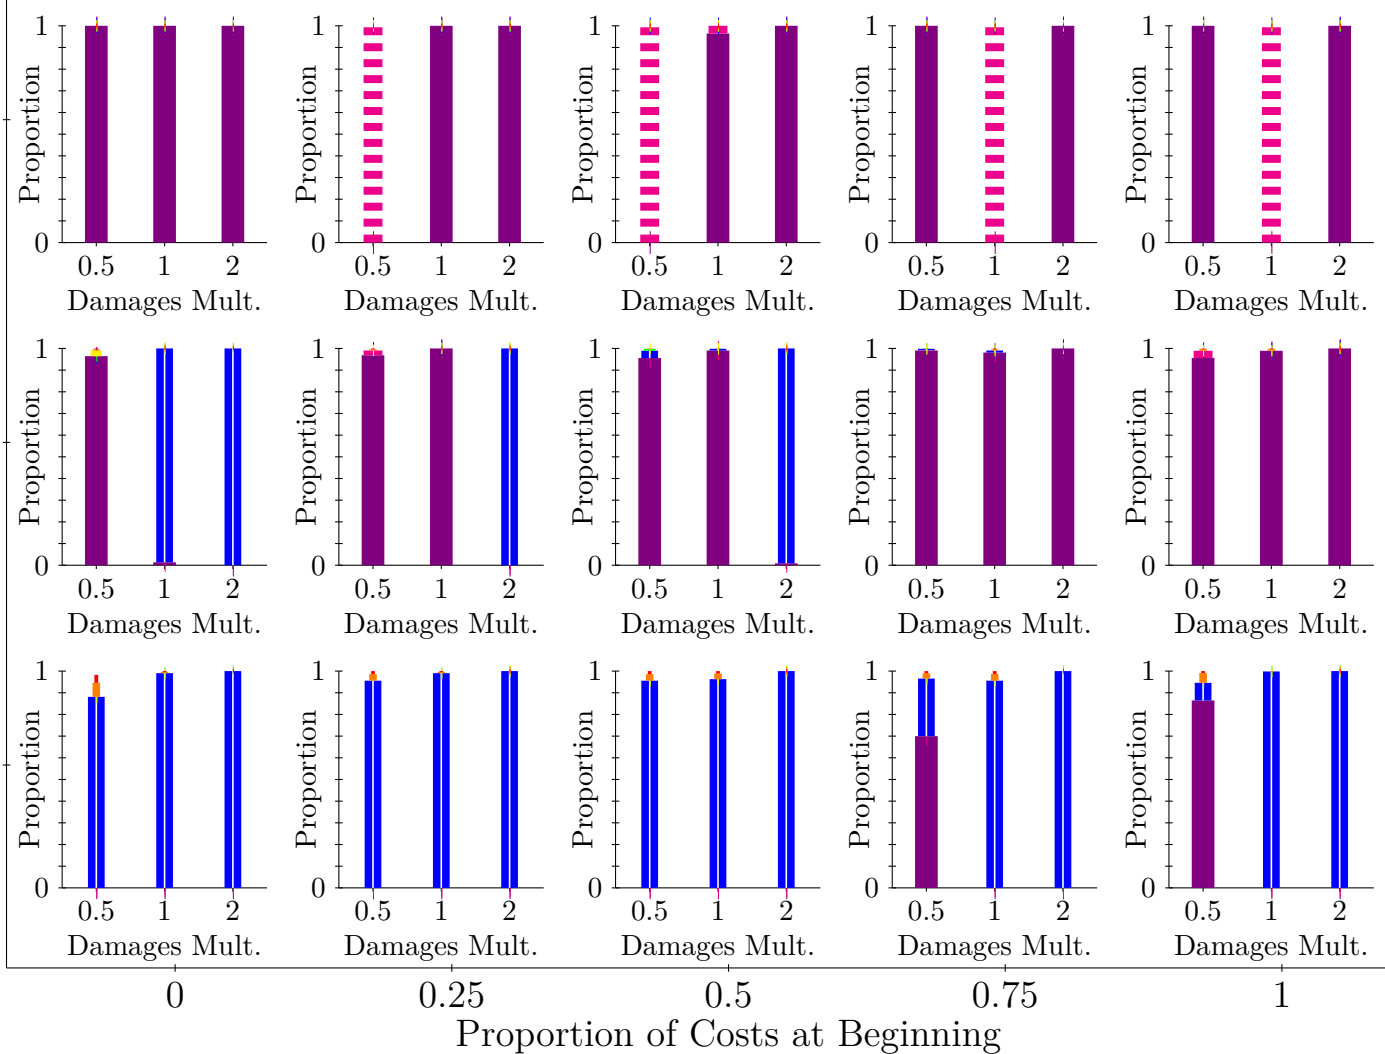 1 1 1 1 1
Proportion Proportion Proportion Proportion Proportion
0 0 0 0 0
0.5 1 2 0.5 1 2 0.5 1 2 0.5 1 2 0.5 1 2
Damages Mult. Damages Mult. Damages Mult. Damages Mult. Damages Mult.
1 1 1 1 1
Proportion Proportion Proportion Proportion Proportion
0 0 0 0 0
0.5 1 2 0.5 1 2 0.5 1 2 0.5 1 2 0.5 1 2
Damages Mult. Damages Mult. Damages Mult. Damages Mult. Damages Mult.
1 1 1 1 1
Proportion Proportion Proportion Proportion Proportion
0 0 0 0 0
0.5 1 2 0.5 1 2 0.5 1 2 0.5 1 2 0.5 1 2
Damages Mult. Damages Mult. Damages Mult. Damages Mult. Damages Mult.
0 0.25 0.5 0.75 1
Proportion of Costs at Beginning